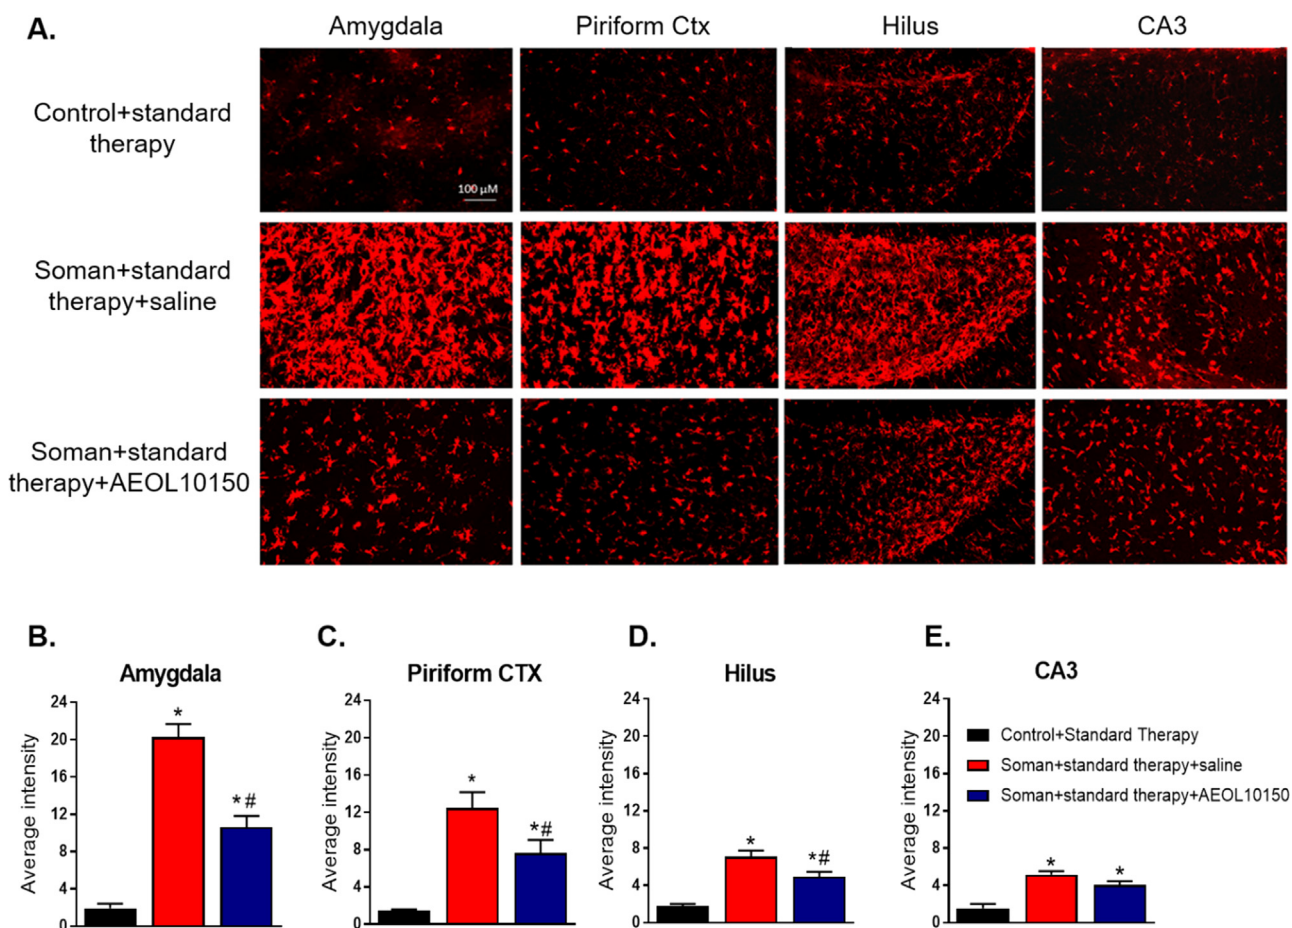 A.
Amygdala
Piriform Ctx
Hilus
CA3
Control+standard
therapy
100 µM
Soman+standard
therapy+saline
Soman+standard
therapy+AEOL10150
B.
Amygdala
Average intensity
24
20
16
12
8
4
0
*
*#
C.
Piriform CTX
Average intensity
24
20
16
12
8
4
0
*
*#
D.
Hilus
Average intensity
24
20
16
12
8
4
0
*
*#
E.
CA3
Average intensity
24
20
16
12
8
4
0
*
*
Control+Standard Therapy
Soman+standard therapy+saline
Soman+standard therapy+AEOL10150